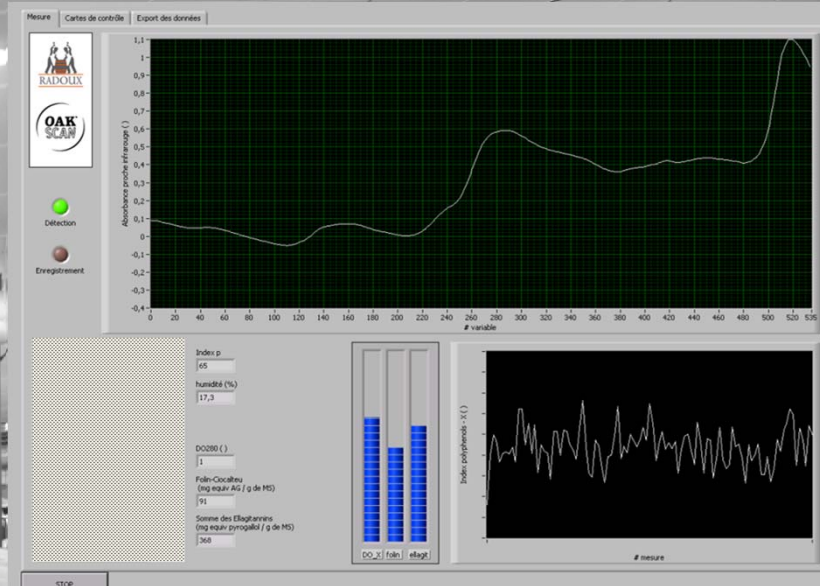 Mesure
Cartes de contrôle
Export des données
RADOUX
OAK
SCAN
Détection
Enregistrement
Absorbance proche infrarouge ( )
1,1
1
0,9
0,8
0,7
0,6
0,5
0,4
0,3
0,2
0,1
0
-0,1
-0,2
-0,3
-0,4
0 20 40 60 80 100 120 140 160 180 200 220 240 260 280 300 320 340 360 380 400 420 440 460 480 500 520 535
# variable
Index p
65
humidité (%)
17,3
DO280 ( )
1
Folin-Ciocalteu
(mg equiv AG / g de MS)
91
Somme des Ellagitannins
(mg equiv pyrogallol / g de MS)
368
DO_X folin ellagit
Index polyphenols - X ( )
# mesure
STOP